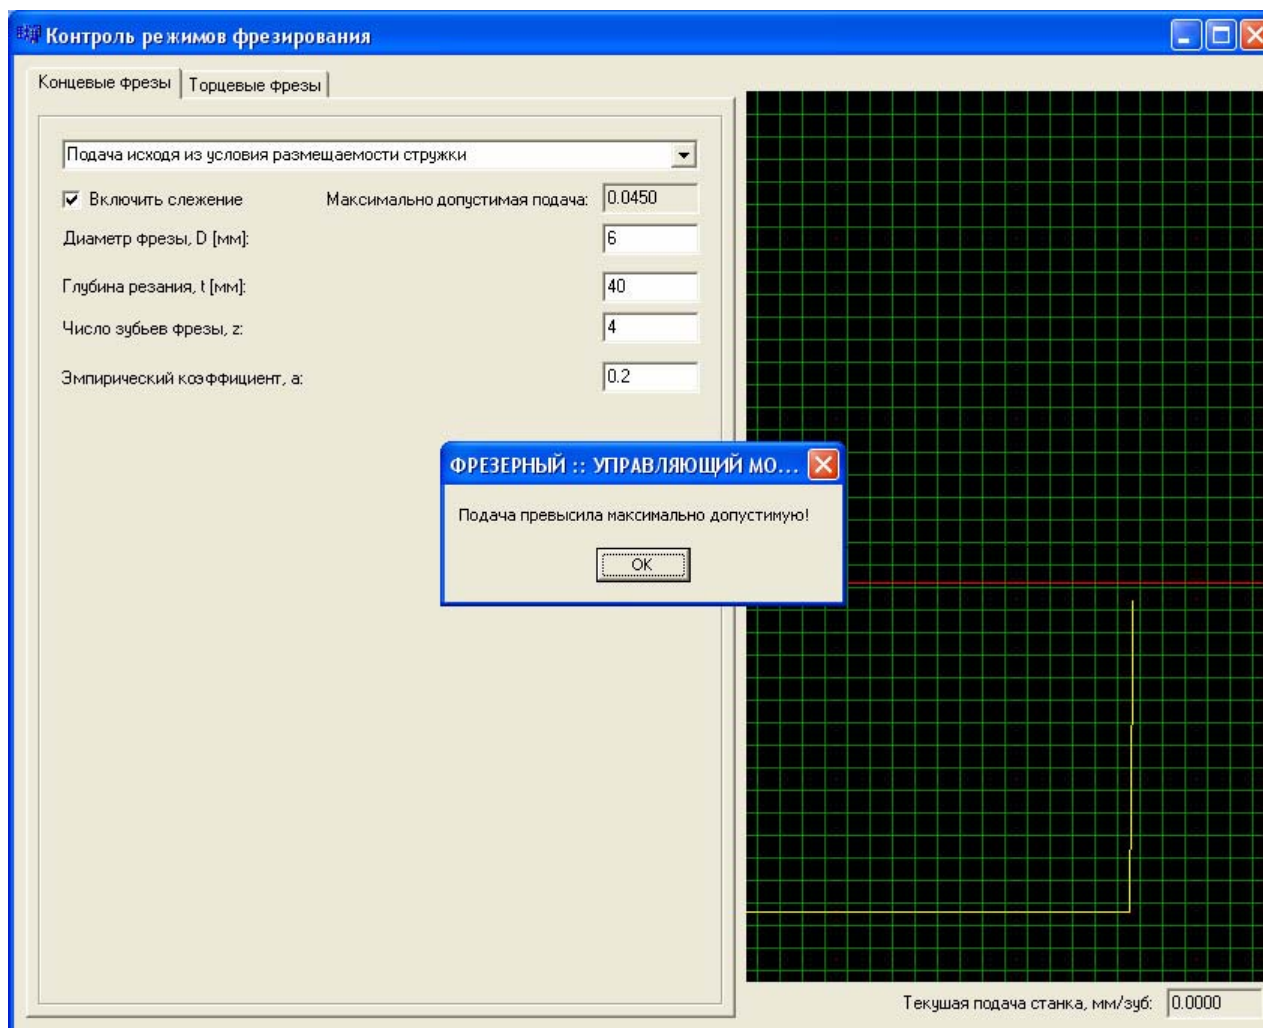 Контроль режимов фрезирования
Концевые фрезы Торцевые фрезы
Подача исходя из условия размещаемости стружки
Включить слежение Максимально допустимая подача: 0.0450
Диаметр фрезы, D [мм]: 6
Глубина резания, t [мм]: 40
Число зубьев фрезы, z: 4
Эмпирический коэффициент, a: 0.2
ФРЕЗЕРНЫЙ :: УПРАВЛЯЮЩИЙ МО...
Подача превысила максимально допустимую!
OK
Текушая подача станка, мм/зуб: 0.0000